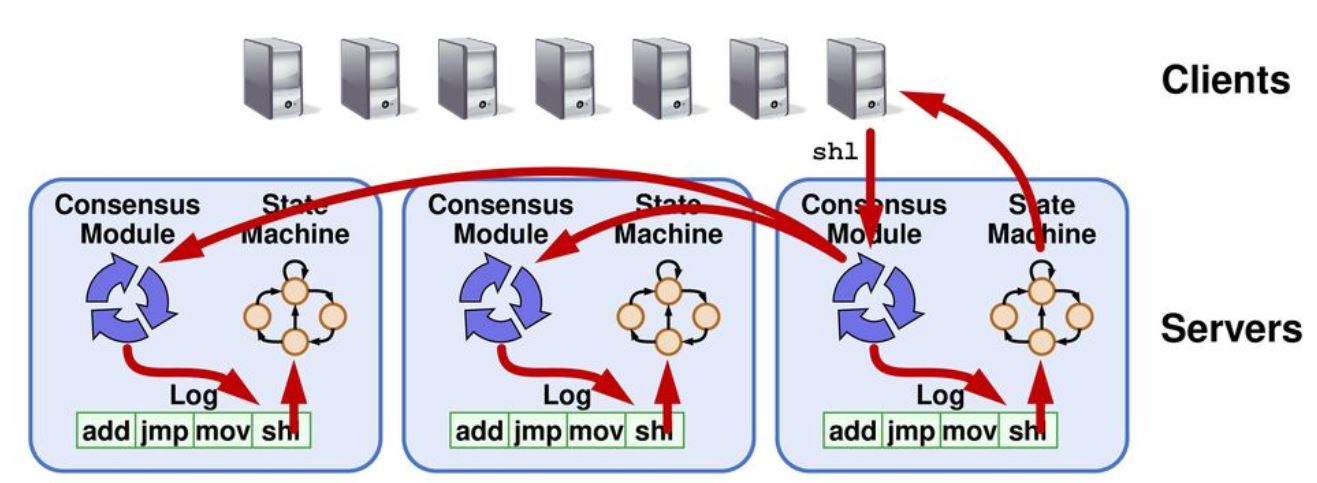 Clients
shl
Consensus Module
State Machine
Consensus Module
State Machine
Consensus Module
State Machine
Servers
Log
add jmp mov shl
Log
add jmp mov shl
Log
add jmp mov shl